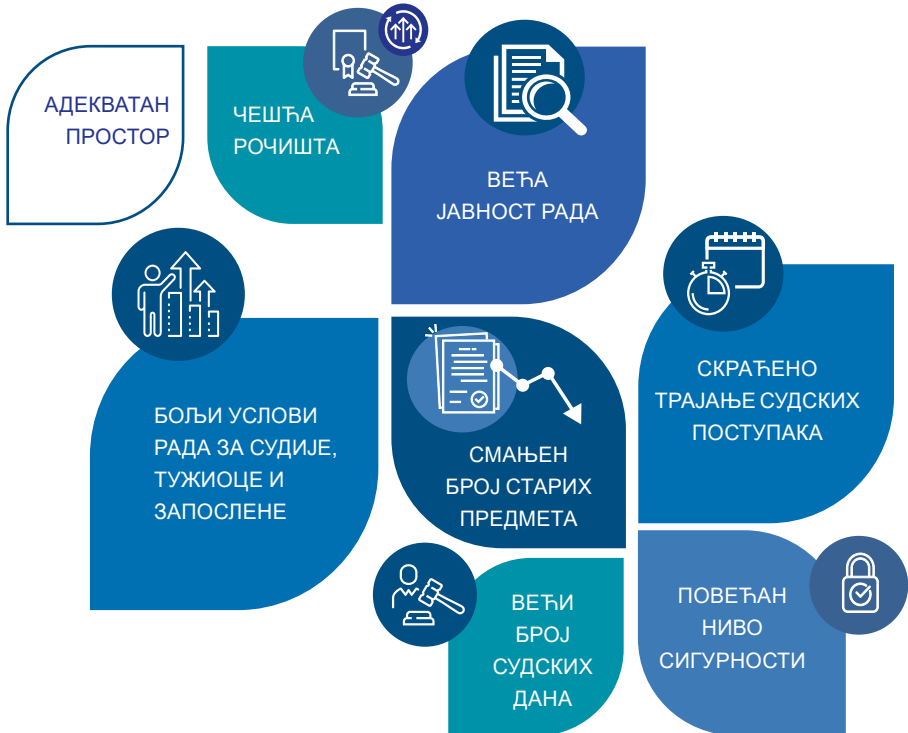 АДЕКВАТАН
ПРОСТОР
ЧЕШЋА
РОЧИШТА
ВЕЋА
ЈАВНОСТ РАДА
БОЉИ УСЛОВИ
РАДА ЗА СУДИЈЕ,
ТУЖИОЦЕ И
ЗАПОСЛЕНЕ
СМАЊЕН
БРОЈ СТАРИХ
ПРЕДМЕТА
СКРАЋЕНО
ТРАЈАЊЕ СУДСКИХ
ПОСТУПАКА
ВЕЋИ
БРОЈ
СУДСКИХ
ДАНА
ПОВЕЋАН
НИВО
СИГУРНОСТИ